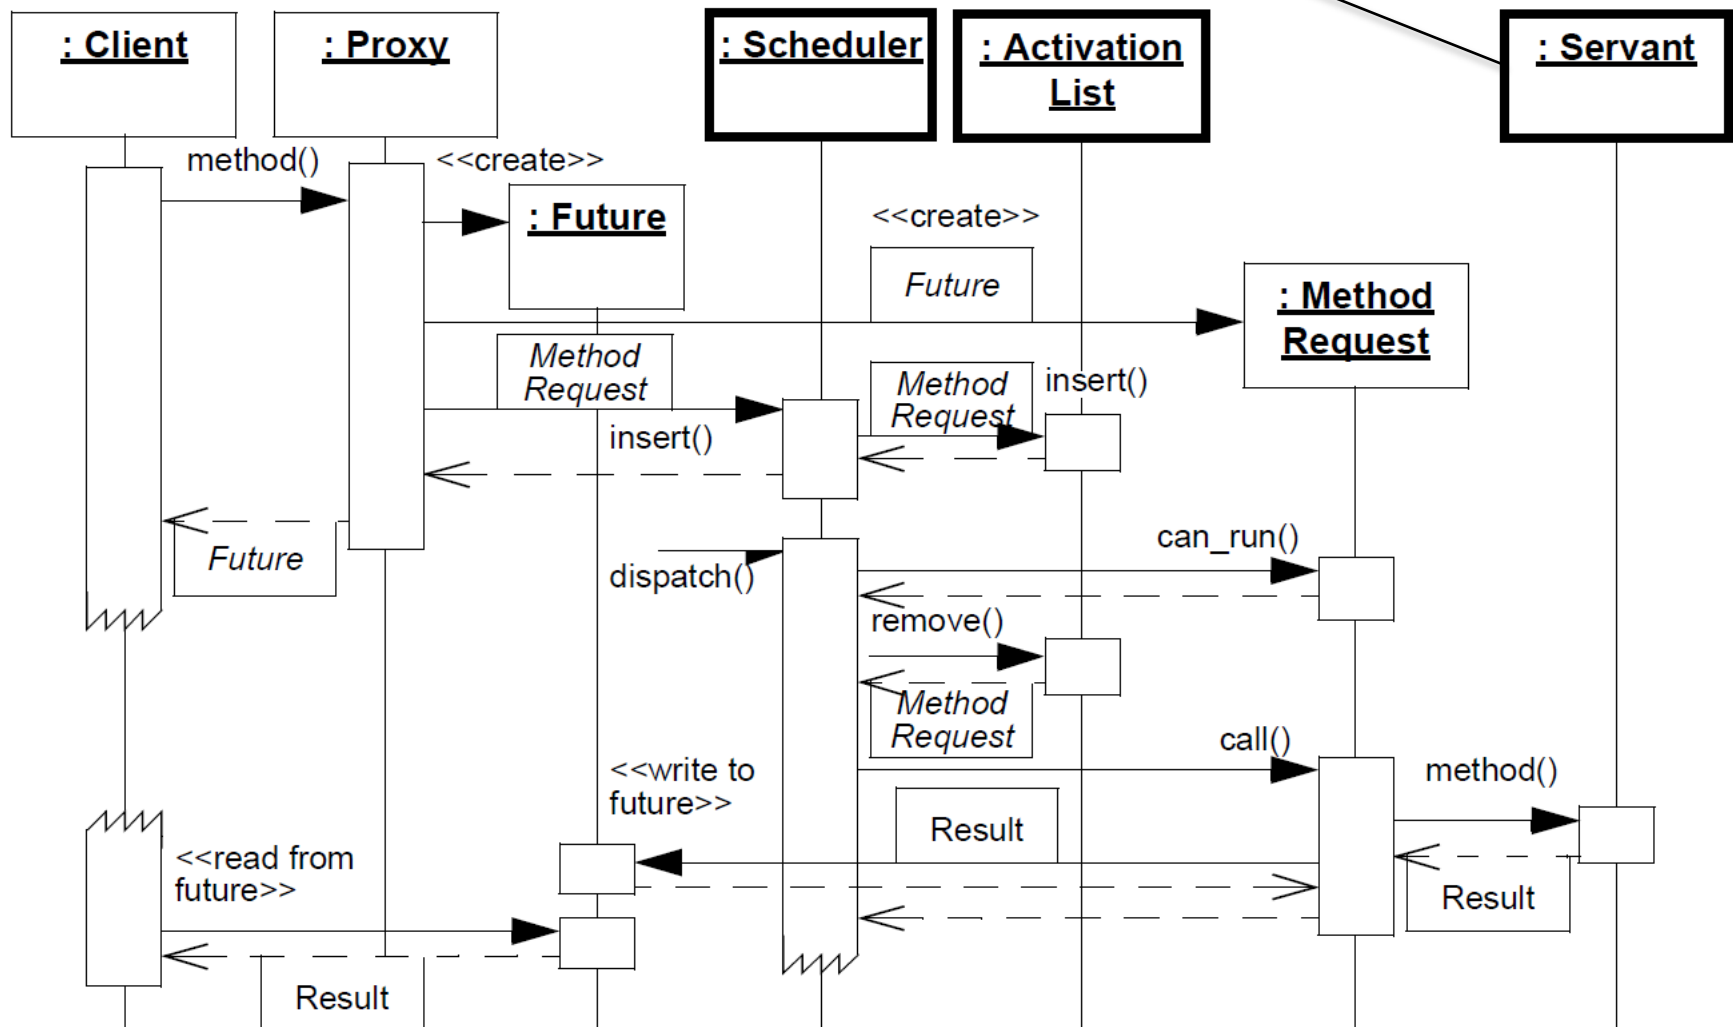 : Client
: Proxy
: Scheduler
: Activation
List
: Servant
method()
<<create>>
: Future
<<create>>
Future
: Method
Request
Method
Request
insert()
Method
Request
insert()
Future
dispatch()
can_run()
remove()
Method
Request
call()
<<write to
future>>
method()
Result
<<read from
future>>
Result
Result